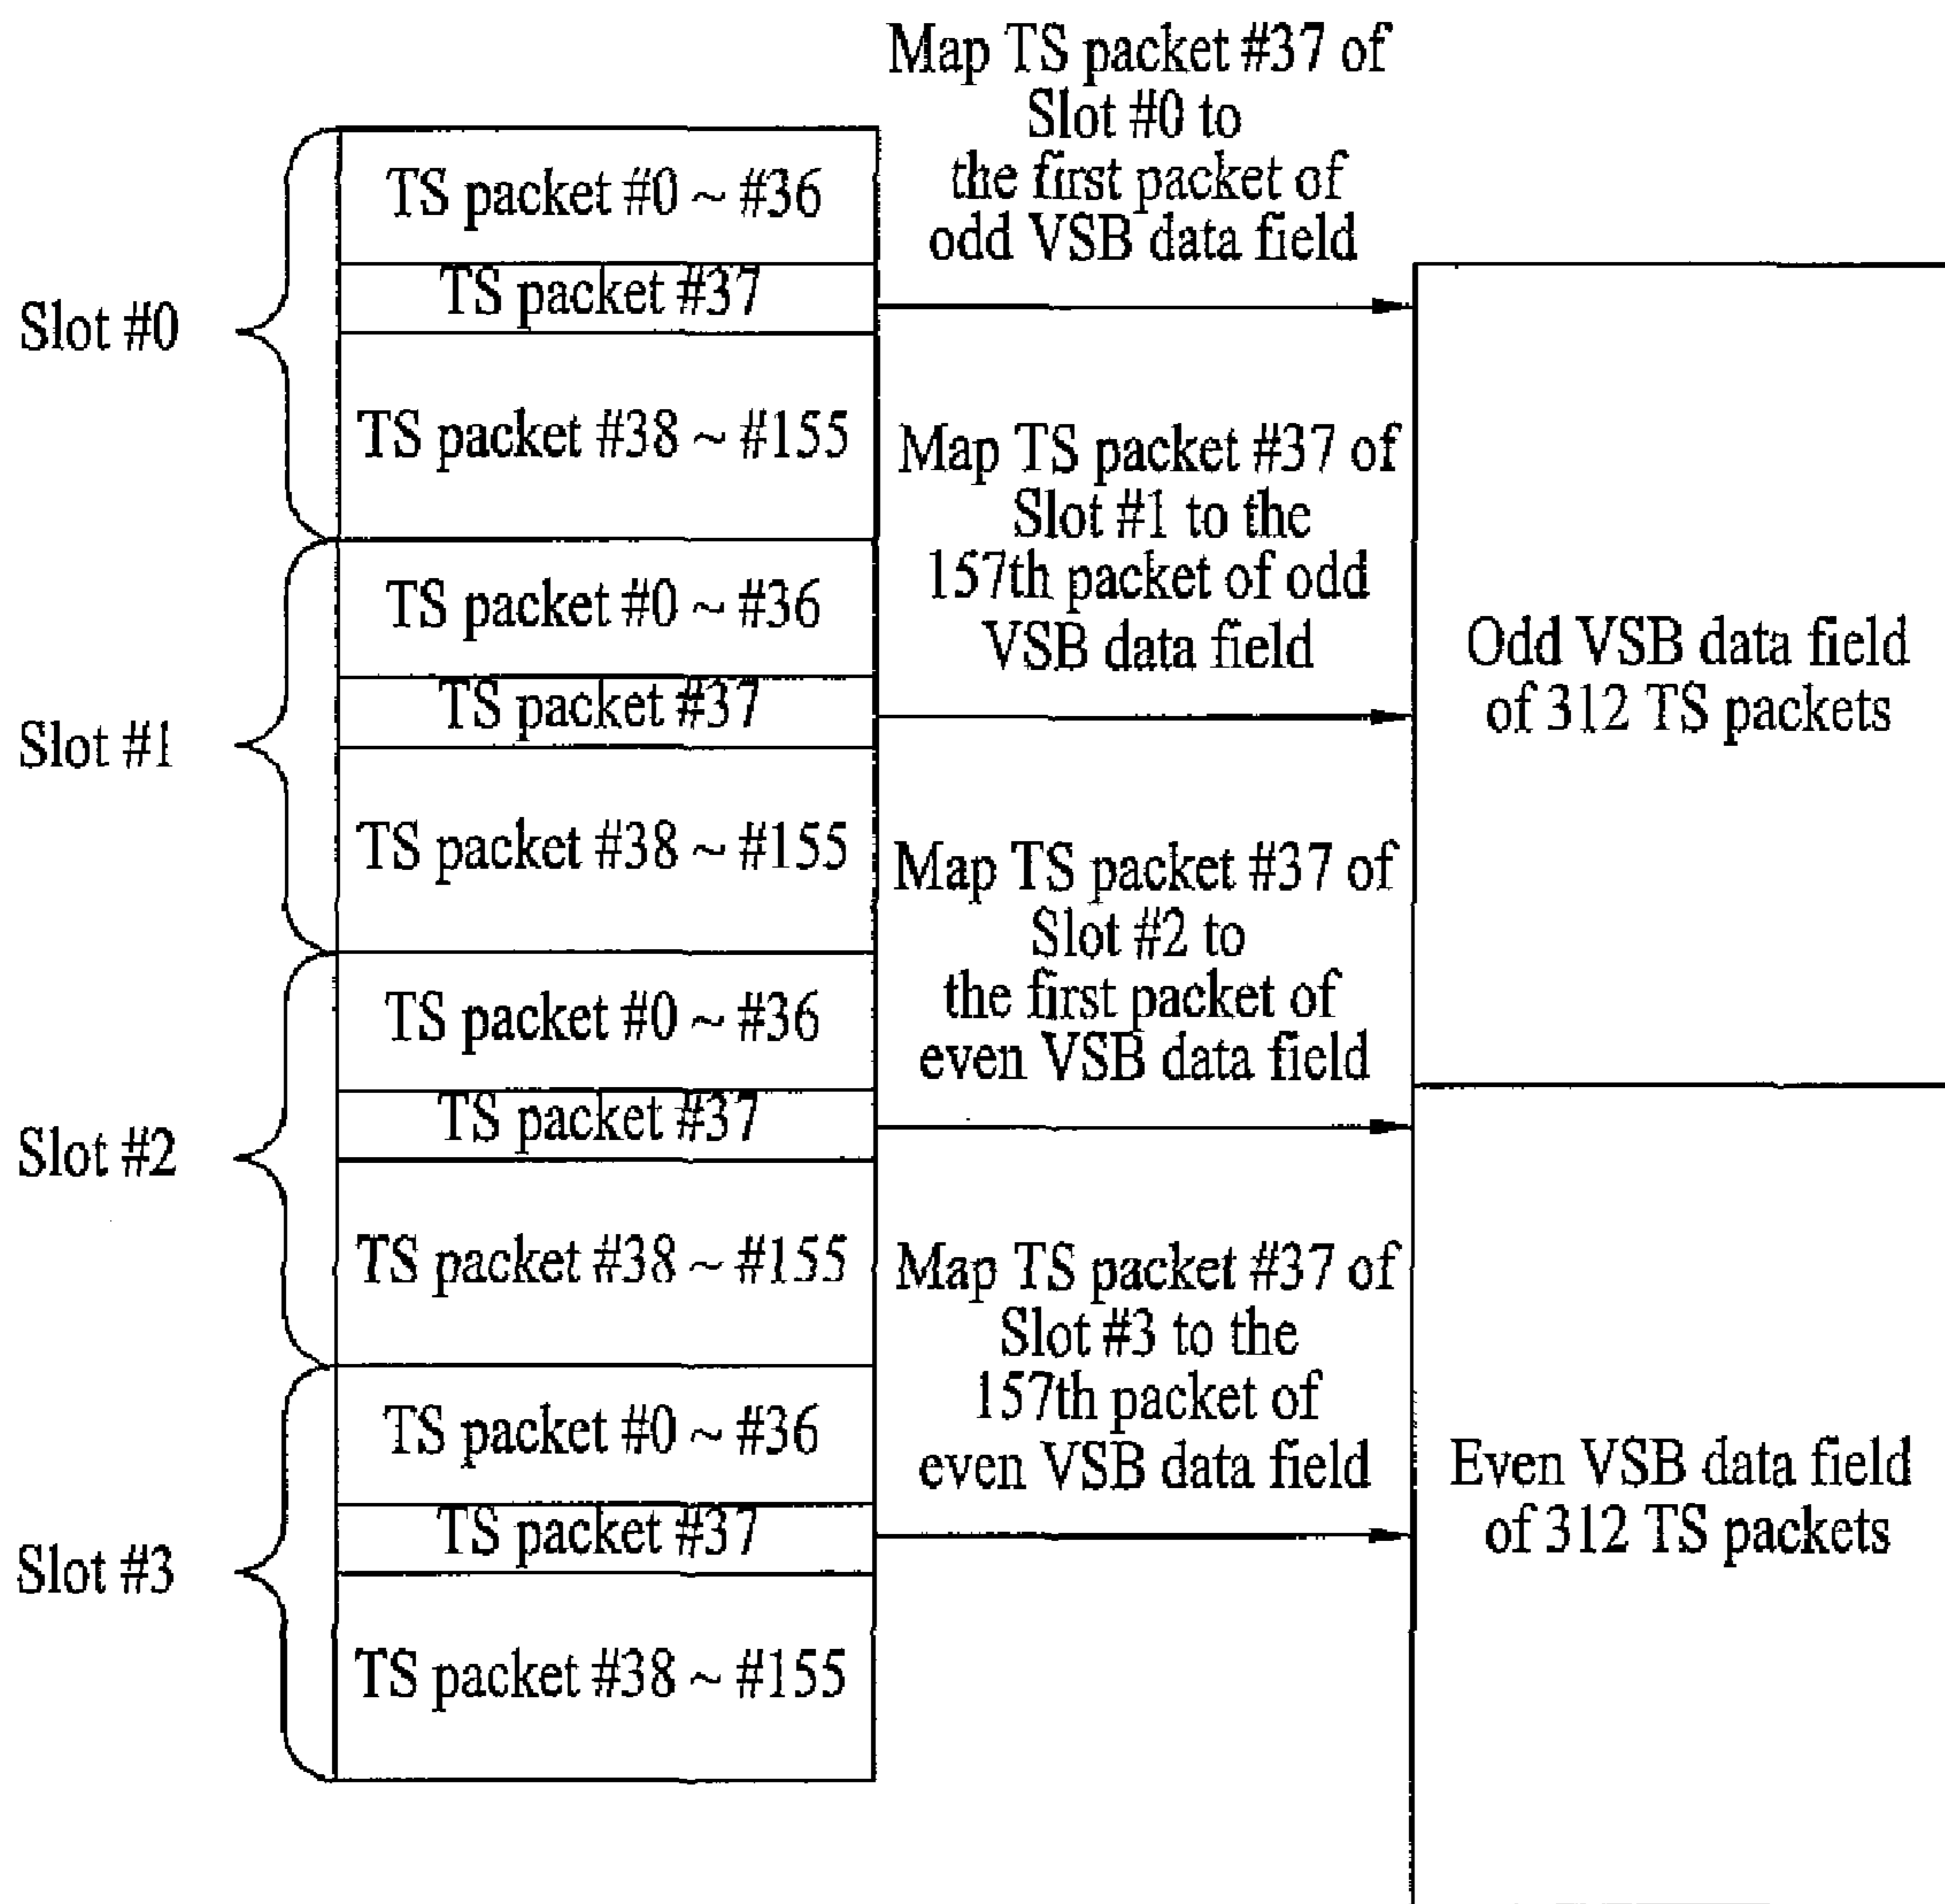 Map TS packet #37 of
Slot #0 to
the first packet of
odd VSB data field
Slot #0
TS packet #0 ~ #36
TS packet #37
TS packet #38 ~ #155
Map TS packet #37 of
Slot #1 to the
157th packet of odd
VSB data field
Slot #1
TS packet #0 ~ #36
TS packet #37
TS packet #38 ~ #155
Odd VSB data field
of 312 TS packets
Map TS packet #37 of
Slot #2 to
the first packet of
even VSB data field
Slot #2
TS packet #0 ~ #36
TS packet #37
TS packet #38 ~ #155
Map TS packet #37 of
Slot #3 to the
157th packet of
even VSB data field
Slot #3
TS packet #0 ~ #36
TS packet #37
TS packet #38 ~ #155
Even VSB data field
of 312 TS packets